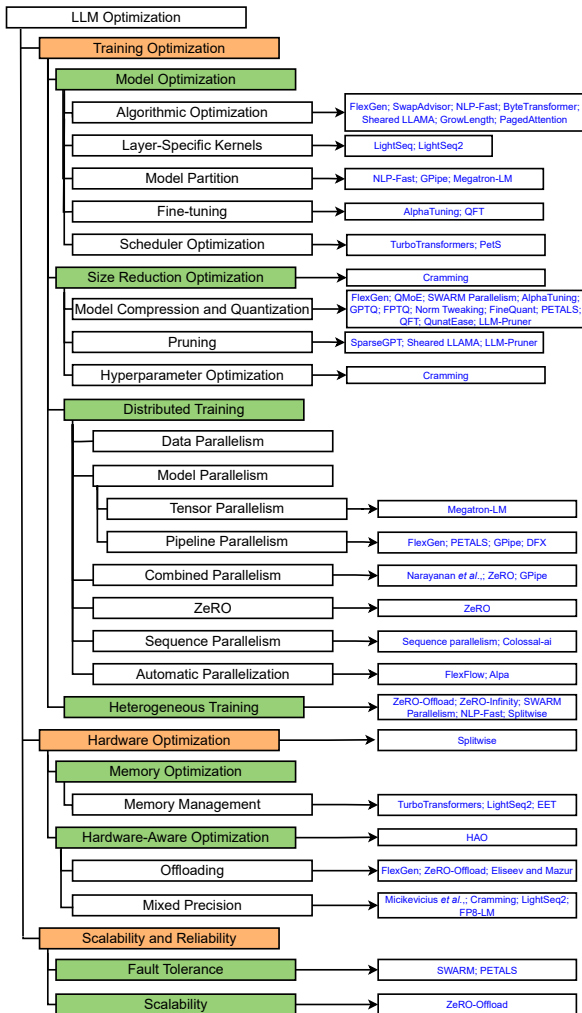 LLM Optimization
Training Optimization
Model Optimization
Algorithmic Optimization
FlexGen; SwapAdvisor; NLP-Fast; ByteTransformer;
Sheared LLAMA; GrowLength; PagedAttention
Layer-Specific Kernels
LightSeq; LightSeq2
Model Partition
NLP-Fast; GPipe; Megatron-LM
Fine-tuning
AlphaTuning; QFT
Scheduler Optimization
TurboTransformers; PetS
Size Reduction Optimization
Cramming
Model Compression and Quantization
FlexGen; QMoE; SWARM Parallelism; AlphaTuning;
GPTQ; FPTQ; Norm Tweaking; FineQuant; PETALS;
QFT; QunatEase; LLM-Pruner
Pruning
SparseGPT; Sheared LLAMA; LLM-Pruner
Hyperparameter Optimization
Cramming
Distributed Training
Data Parallelism
Model Parallelism
Tensor Parallelism
Megatron-LM
Pipeline Parallelism
FlexGen; PETALS; GPipe; DFX
Combined Parallelism
Narayanan et al.,; ZeRO; GPipe
ZeRO
ZeRO
Sequence Parallelism
Sequence parallelism; Colossal-ai
Automatic Parallelization
FlexFlow; Alpa
Heterogeneous Training
ZeRO-Offload; ZeRO-Infinity; SWARM
Parallelism; NLP-Fast; Splitwise
Hardware Optimization
Splitwise
Memory Optimization
Memory Management
TurboTransformers; LightSeq2; EET
Hardware-Aware Optimization
HAO
Offloading
FlexGen; ZeRO-Offload; Eliseev and Mazur
Mixed Precision
Micikevicius et al.,; Cramming; LightSeq2;
FP8-LM
Scalability and Reliability
Fault Tolerance
SWARM; PETALS
Scalability
ZeRO-Offload